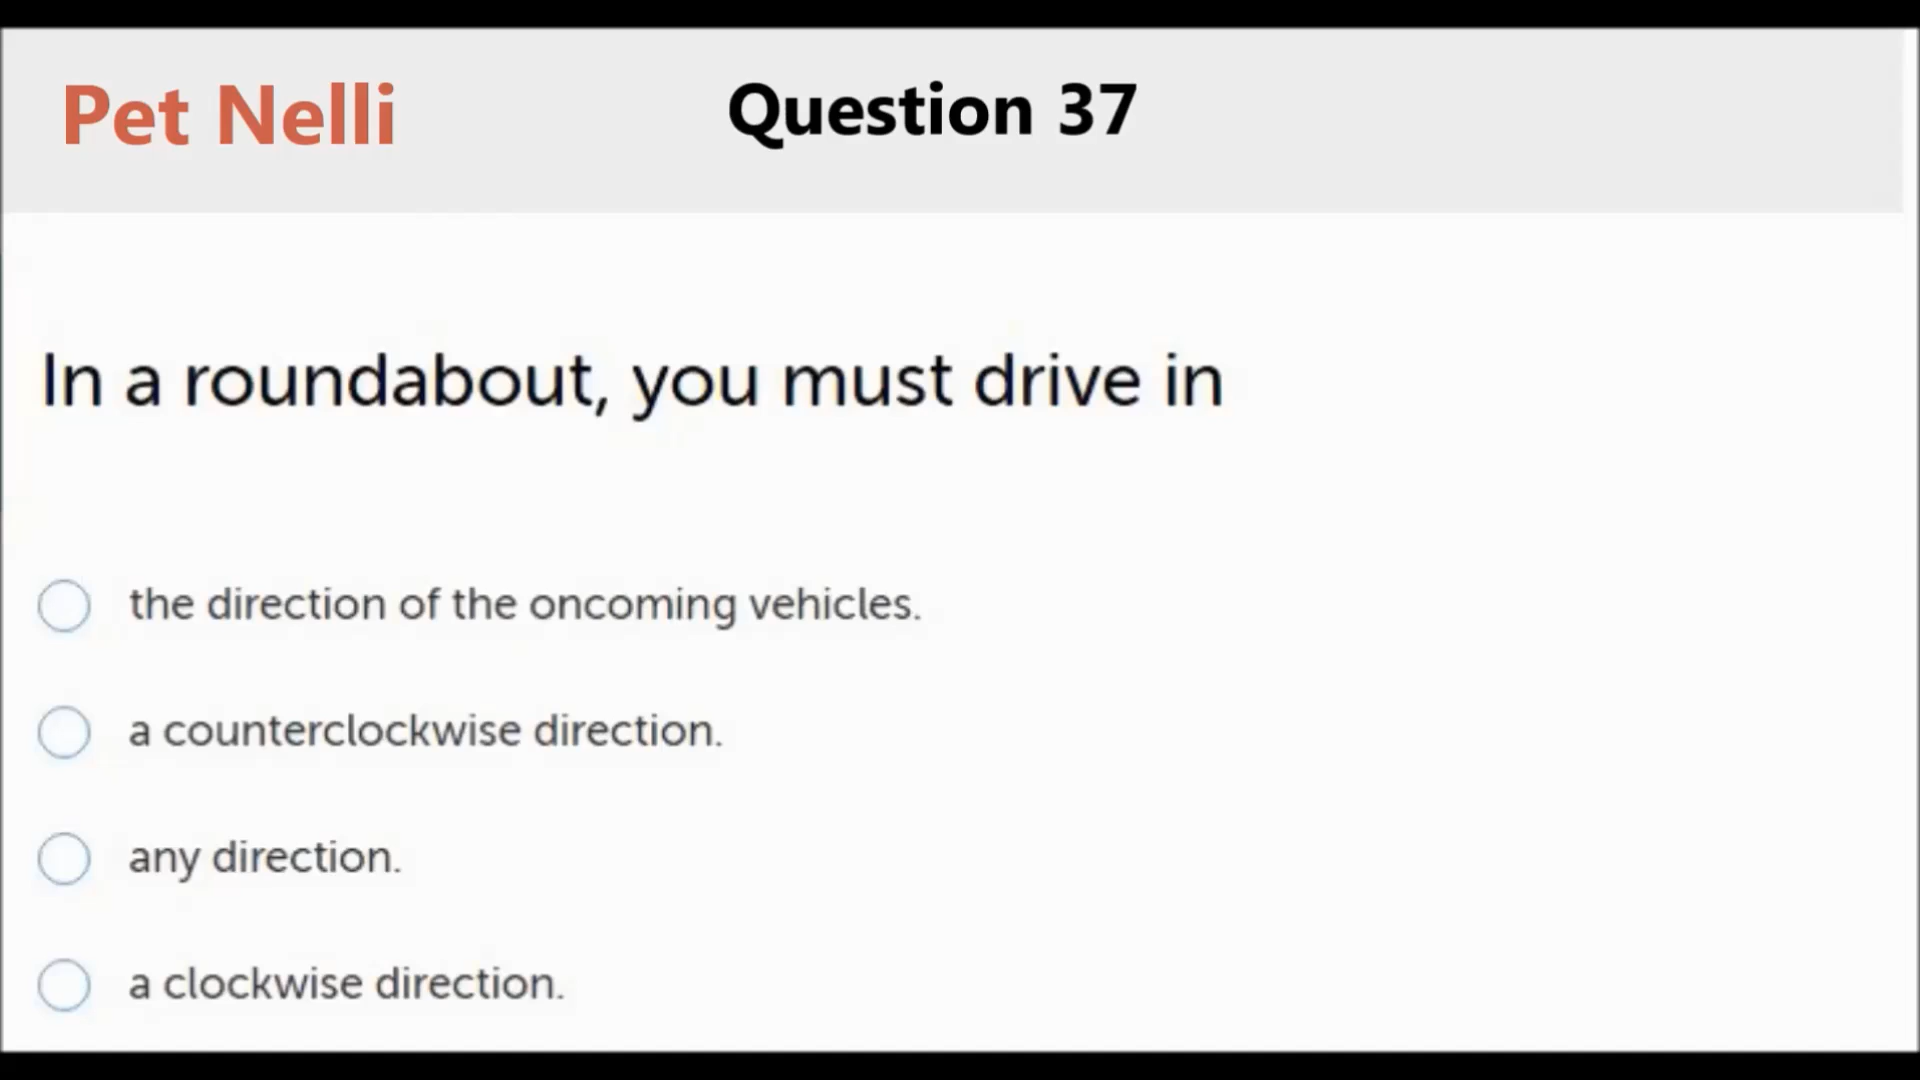 Pet Nelli
Question 37
In a roundabout, you must drive in
the direction of the oncoming vehicles.
a counterclockwise direction.
any direction.
a clockwise direction.